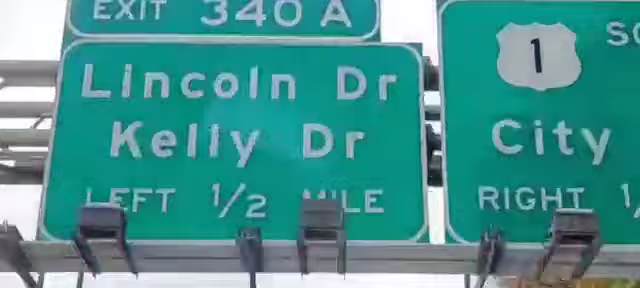 EXIT 340 A
Lincoln Dr
Kelly Dr
LEFT 1/2 MILE
1
City
RIGHT